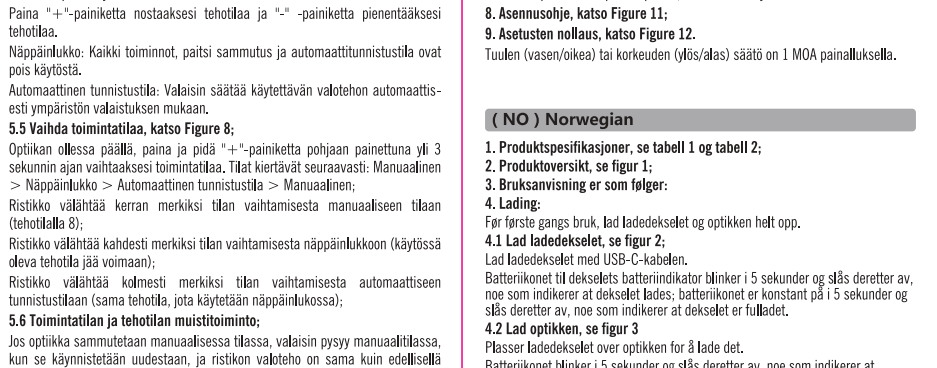 Paina "+"-painiketta nostaaksesi tehotilaa ja "-" -painiketta pienentääksesi
tehotilaa.
Näppäinlukko: Kaikki toiminnot, paitsi sammutus ja automaattitunnistustila ovat
pois käytöstä.
Automaattinen tunnistustila: Valaisin säätää käytettävän valotehon automaattis-
esti ympäristön valaistuksen mukaan.
5.5 Vaihda toimintatilaa, katso Figure 8;
Optiikan ollessa päällä, paina ja pidä "+"-painiketta pohjaan painettuna yli 3
sekunnin ajan vaihtaaksesi toimintatilaa. Tilat kiertävät seuraavasti: Manuaalinen
> Näppäinlukko > Automaattinen tunnistustila > Manuaalinen;
Ristikko välähtää kerran merkiksi tilan vaihtamisesta manuaaliseen tilaan
(tehotilalla 8);
Ristikko välähtää kahdesti merkiksi tilan vaihtamisesta näppäinlukkoon (käytössä
oleva tehotila jää voimaan);
Ristikko välähtää kolmesti merkiksi tilan vaihtamisesta automaattiseen
tunnistustilaan (sama tehotila, jota käytetään näppäinlukossa);
5.6 Toimintatilan ja tehotilan muistitoiminto;
Jos optiikka sammutetaan manuaalisessa tilassa, valaisin pysyy manuaalitilassa,
kun se käynnistetään uudestaan, ja ristikon valoteho on sama kuin edellisellä
8. Asennusohje, katso Figure 11;
9. Asetusten nollaus, katso Figure 12.
Tuulen (vasen/oikea) tai korkeuden (ylös/alas) säätö on 1 MOA painalluksella.
( NO ) Norwegian
1. Produktspesifikasjoner, se tabell 1 og tabell 2;
2. Produktoversikt, se figur 1;
3. Bruksanvisning er som følger:
4. Lading:
Før første gangs bruk, lad ladedekselet og optikken helt opp.
4.1 Lad ladedekselet, se figur 2;
Lad ladedekselet med USB-C-kabelen.
Batteriikonet til dekselets batteriindikator blinker i 5 sekunder og slås deretter av,
noe som indikerer at dekselet lades; batteriikonet er konstant på i 5 sekunder og
slås deretter av, noe som indikerer at dekselet er fulladet.
4.2 Lad optikken, se figur 3
Plasser ladedekselet over optikken for å lade det.
Batteriikonet blinker i 5 sekunder og slås deretter av, noe som indikerer at